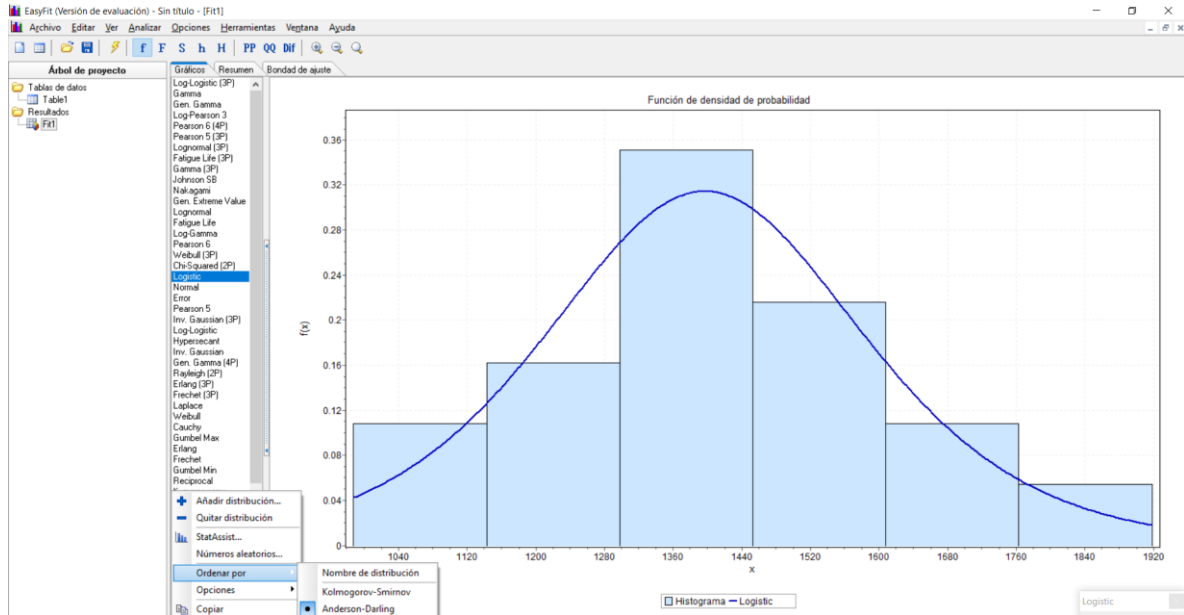 EasyFit (Versión de evaluación) - Sin título - [Fit1]
Archivo Editar Ver Analizar Opciones Herramientas Ventana Ayuda
f F S h H PP QQ Dif
Árbol de proyecto
Tablas de datos
Table1
Resultados
Fit1
Gráficos Resumen Bondad de ajuste
Log-Logistic (3P)
Gamma
Gen. Gamma
Log-Pearson 3
Pearson 6 (4P)
Pearson 5 (3P)
Lognormal (3P)
Fatigue Life (3P)
Gamma (3P)
Johnson SB
Nakagami
Gen. Extreme Value
Lognormal
Fatigue Life
Log-Gamma
Pearson 6
Weibull (3P)
Chi-Squared (2P)
Logistic
Normal
Error
Pearson 5
Inv. Gaussian (3P)
Log-Logistic
Hypersecant
Inv. Gaussian
Gen. Gamma (4P)
Rayleigh (2P)
Erlang (3P)
Frechet (3P)
Laplace
Weibull
Cauchy
Gumbel Max
Erlang
Frechet
Gumbel Min
Reciprocal
Añadir distribución...
Quitar distribución
StatAssist...
Números aleatorios...
Ordenar por
Opciones
Copiar
Nombre de distribución
Kolmogorov-Smirnov
Anderson-Darling
Función de densidad de probabilidad
f(x)
0.36
0.32
0.28
0.24
0.2
0.16
0.12
0.08
0.04
0
1040 1120 1200 1280 1360 1440 1520 1600 1680 1760 1840 1920
x
Histograma Logistic
Logistic